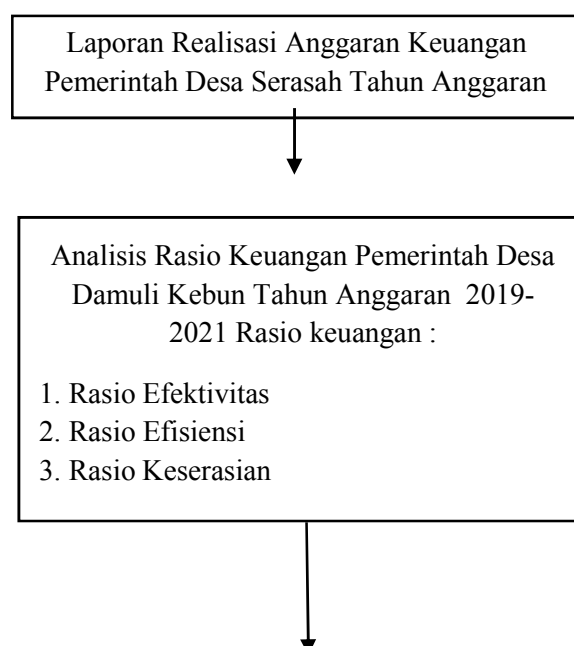 Laporan Realisasi Anggaran Keuangan
Pemerintah Desa Serasah Tahun Anggaran
Analisis Rasio Keuangan Pemerintah Desa
Damuli Kebun Tahun Anggaran 2019-
2021 Rasio keuangan :
1. Rasio Efektivitas
2. Rasio Efisiensi
3. Rasio Keserasian